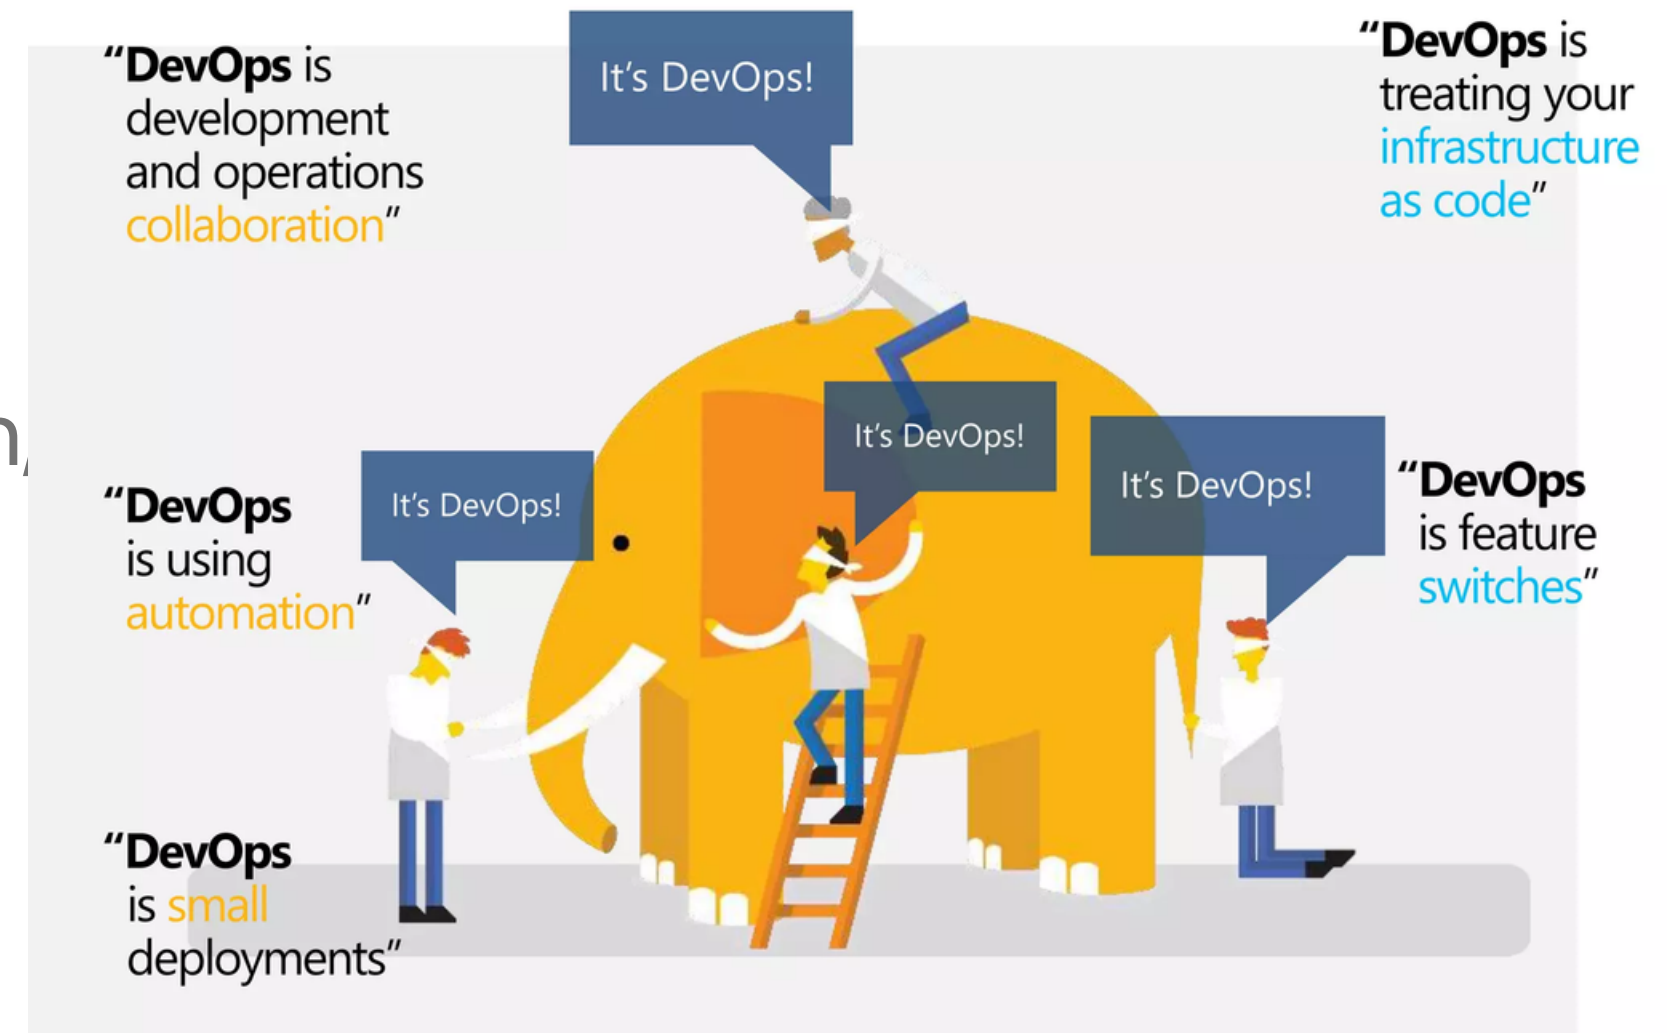 “DevOps is
development
and operations
collaboration”
It’s DevOps!
“DevOps is
treating your
infrastructure
as code”
“DevOps
is using
automation”
It’s DevOps!
It’s DevOps!
It’s DevOps!
“DevOps
is feature
switches”
“DevOps
is small
deployments”